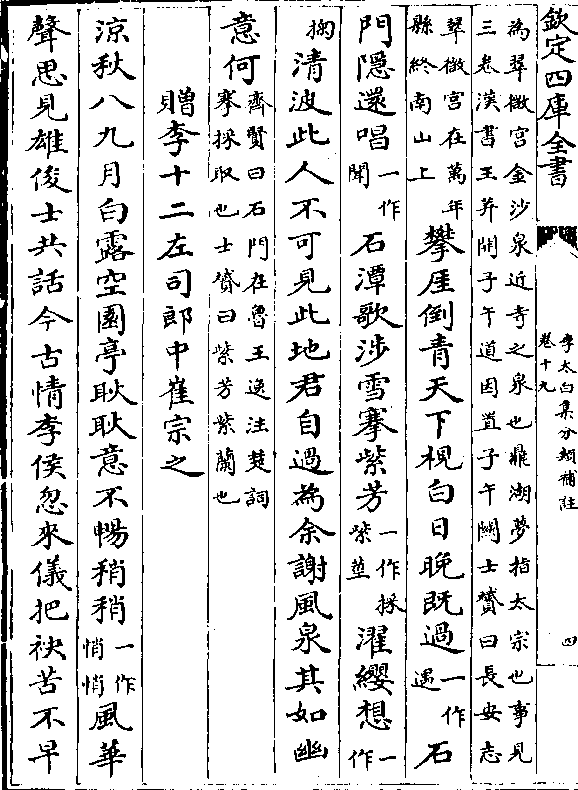 欽定四庫全書
李太白集分類補註
卷十九
四
為翠微宮金沙泉近奇之泉也鼎湖夢指太宗也事見
三卷漢書王莽開子午道因置子午關士贇曰長安志
翠微宮在萬年
縣終南山上
攀厓倒青天下視白日晚既過一作遇石
門隱還唱一作聞石潭歌涉雪搴紫芳一作採紫莖濯纓想一作
掬清波此人不可見此地君自過為余謝風泉其如幽
意何齊賢曰石門在魯王逸注楚詞
搴採取也士贇曰紫芳紫蘭也
贈李十二左司郎中崔宗之
涼秋八九月白露空園亭耿耿意不暢稍稍一作悄悄風華
聲思見雄俊士共話今古情李侯忽來儀把袂苦不早